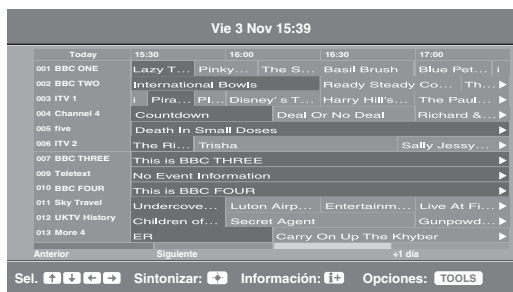 Vie 3 Nov 15:39
Today 15:30 16:00 16:30 17:00
001 BBC ONE Lazy T... Pinky... The S... Basil Brush Blue Pet... i
002 BBC TWO International Bowls Ready Steady Co... Th...
003 ITV 1 i Pira... Pl... Disney's T... Harry Hill's... The Paul...
004 Channel 4 Countdown Deal Or No Deal Richard &...
005 five Death In Small Doses
006 ITV 2 The Ri... Trisha Sally Jessy...
007 BBC THREE This is BBC THREE
009 Teletext No Event Information
010 BBC FOUR This is BBC FOUR
011 Sky Travel Undercove... Luton Airp... Entertainm... Live At Fi...
012 UKTV History Children of... Secret Agent Gunpowd...
013 More 4 ER Carry On Up The Khyber
Anterior Siguiente +1 día
Sel. Sintonizar: Información: i+ Opciones: TOOLS